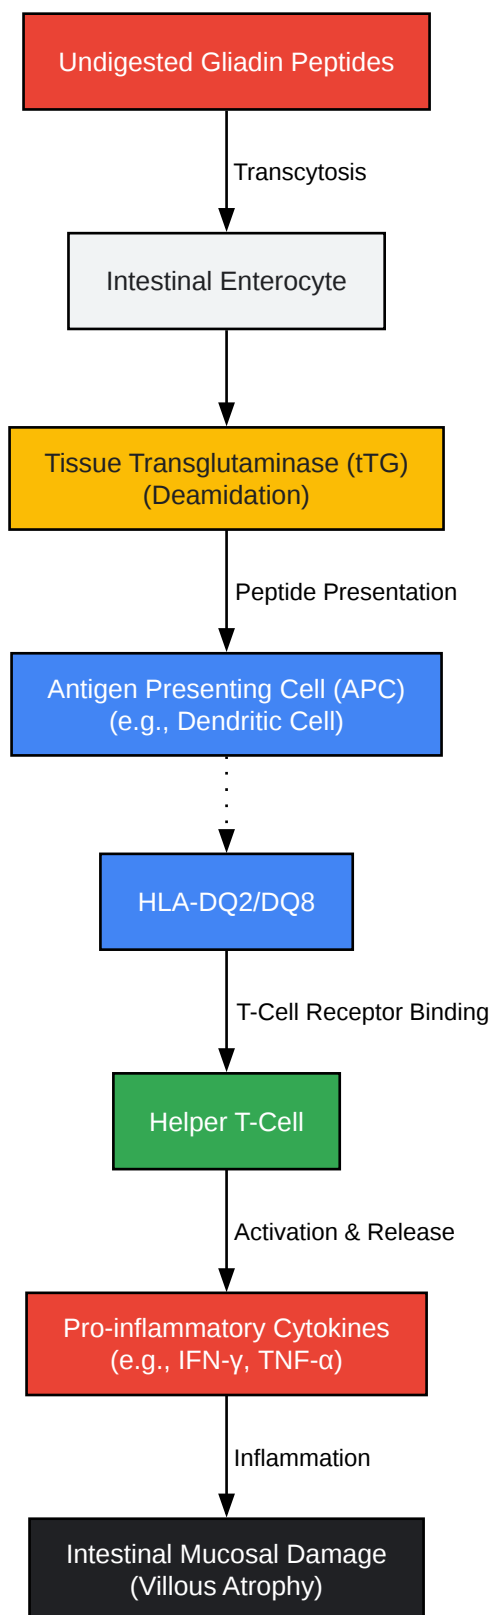 Undigested Gliadin Peptides
Transcytosis
Intestinal Enterocyte
Tissue Transglutaminase (tTG)
(Deamidation)
Peptide Presentation
Antigen Presenting Cell (APC)
(e.g., Dendritic Cell)
HLA-DQ2/DQ8
T-Cell Receptor Binding
Helper T-Cell
Activation & Release
Pro-inflammatory Cytokines
(e.g., IFN-γ, TNF-α)
Inflammation
Intestinal Mucosal Damage
(Villous Atrophy)